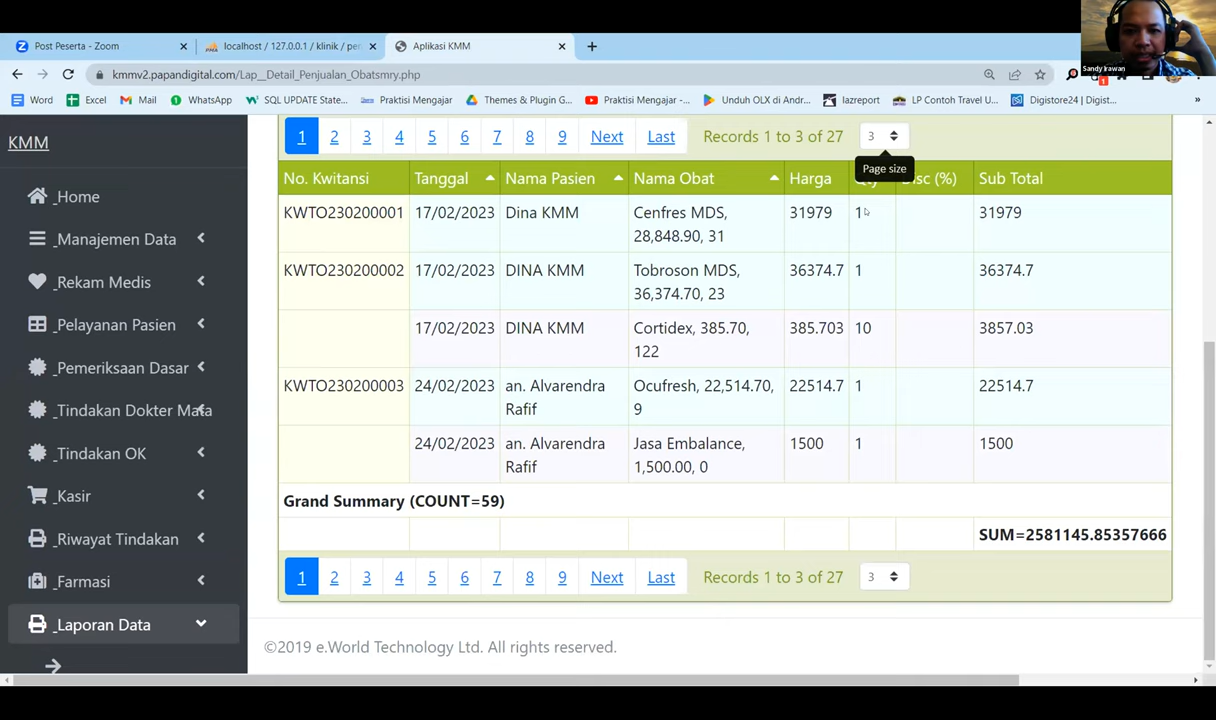 Post Peserta - Zoom
localhost / 127.0.0.1 / klinik / per
Aplikasi KMM
kmmv2.papandigital.com/Lap__Detail_Penjualan_Obatsmry.php
Sandy Irawan
1
Word
Excel
Mail
WhatsApp
SQL UPDATE State...
Praktisi Mengajar
Themes & Plugin G...
Praktisi Mengajar -...
Unduh OLX di Andr...
lazreport
LP Contoh Travel U...
Digistore24 | Digist...
KMM
_Home
_Manajemen Data
_Rekam Medis
_Pelayanan Pasien
_Pemeriksaan Dasar
_Tindakan Dokter Mata
_Tindakan OK
_Kasir
_Riwayat Tindakan
_Farmasi
_Laporan Data
1 2 3 4 5 6 7 8 9 Next Last Records 1 to 3 of 27 3
Page size
No. Kwitansi Tanggal Nama Pasien Nama Obat Harga Disc (%) Sub Total
KWTO230200001 17/02/2023 Dina KMM Cenfres MDS, 31979 1 31979
28,848.90, 31
KWTO230200002 17/02/2023 DINA KMM Tobroson MDS, 36374.7 1 36374.7
36,374.70, 23
17/02/2023 DINA KMM Cortidex, 385.70, 385.703 10 3857.03
122
KWTO230200003 24/02/2023 an. Alvarendra Ocufresh, 22,514.70, 22514.7 1 22514.7
Rafif 9
24/02/2023 an. Alvarendra Jasa Embalance, 1500 1 1500
Rafif 1,500.00, 0
Grand Summary (COUNT=59)
SUM=2581145.85357666
1 2 3 4 5 6 7 8 9 Next Last Records 1 to 3 of 27 3
©2019 e.World Technology Ltd. All rights reserved.